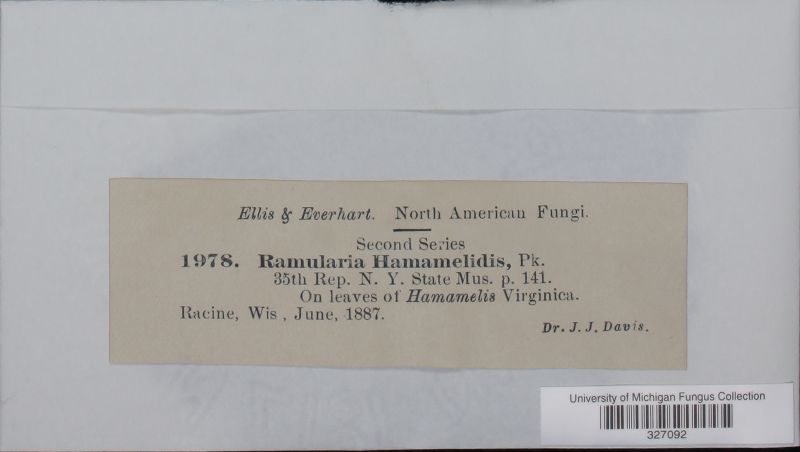 Ellis & Everhart. North American Fungi.
Second Series
1978. Ramularia Hamamelidis, Pk.
35th Rep. N. Y. State Mus. p. 141.
On leaves of Hamamelis Virginica.
Racine, Wis , June, 1887.
Dr. J. J. Davis.
University of Michigan Fungus Collection
327092